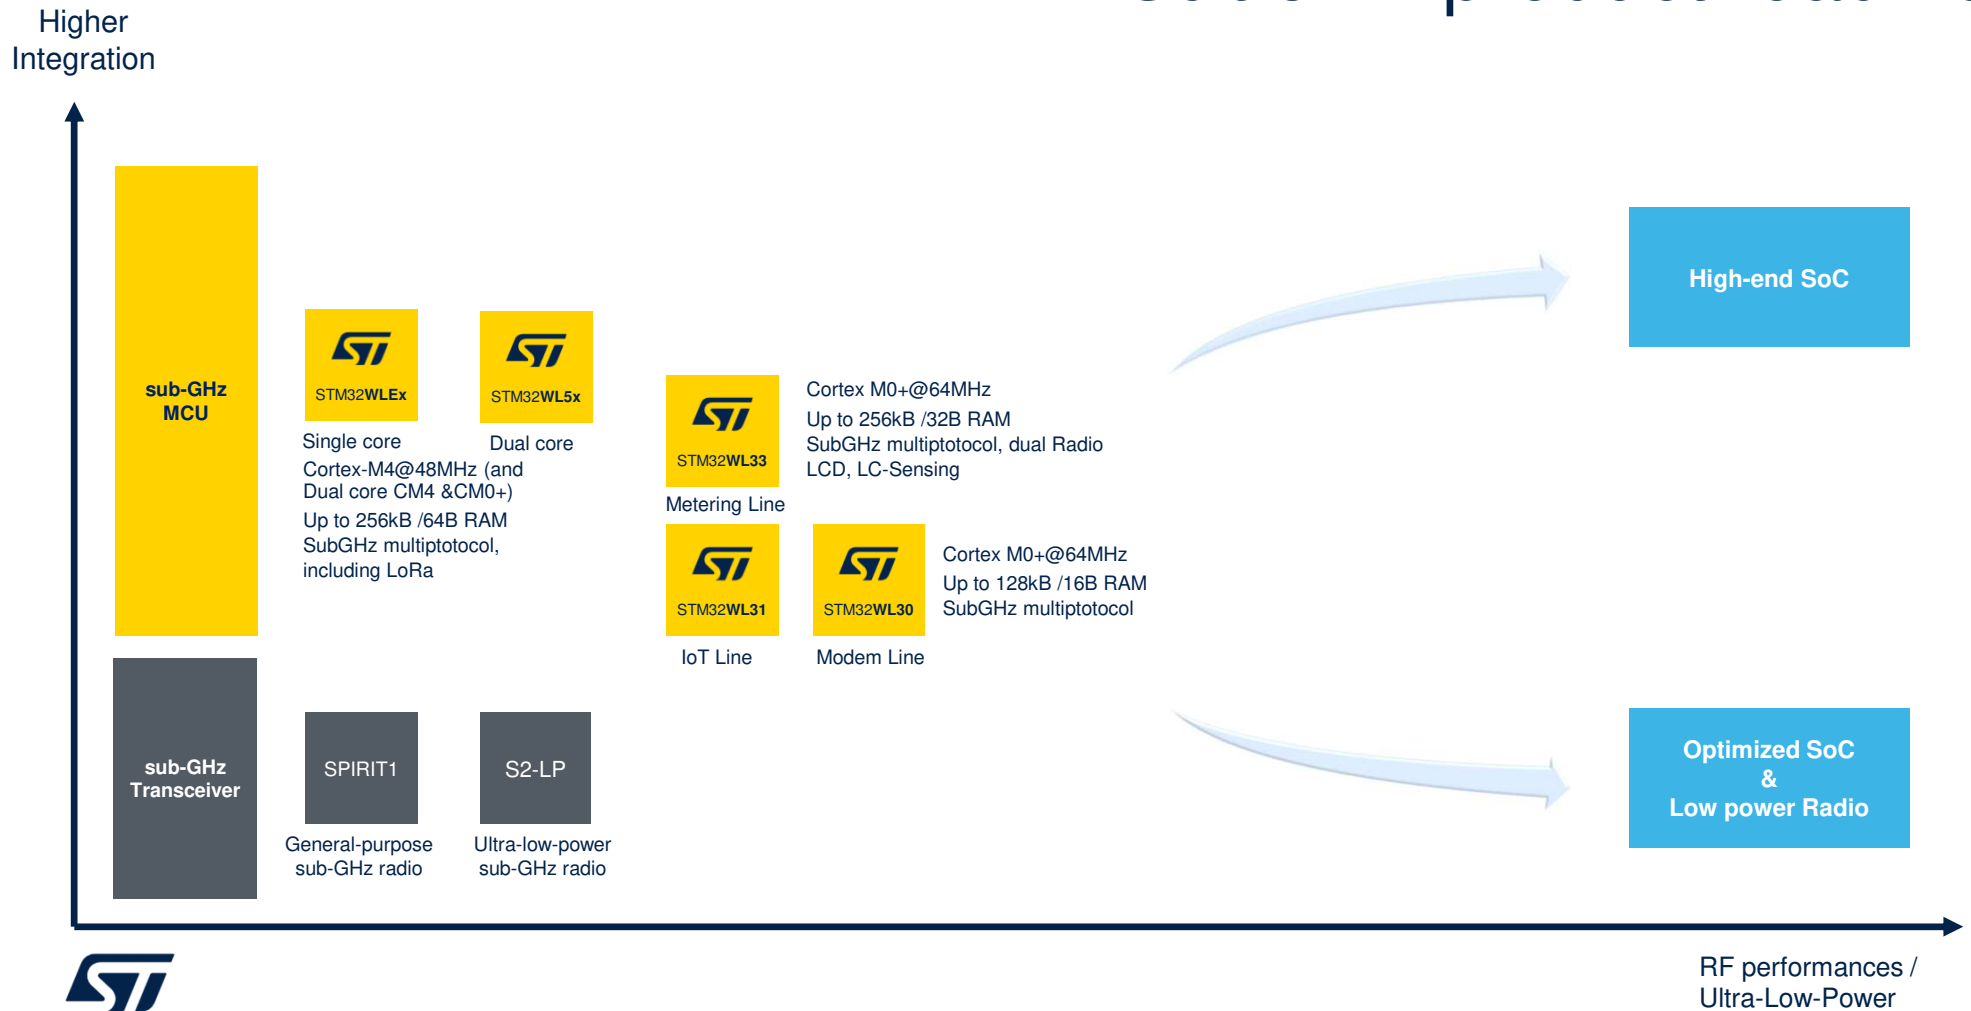 Higher
Integration
sub-GHz
MCU
STM32WLEx
STM32WL5x
Single core
Dual core
Cortex-M4@48MHz (and
Dual core CM4 &CM0+)
Up to 256kB /64B RAM
SubGHz multiptotocol,
including LoRa
STM32WL33
Metering Line
Cortex M0+@64MHz
Up to 256kB /32B RAM
SubGHz multiptotocol, dual Radio
LCD, LC-Sensing
STM32WL31
IoT Line
STM32WL30
Modem Line
Cortex M0+@64MHz
Up to 128kB /16B RAM
SubGHz multiptotocol
High-end SoC
sub-GHz
Transceiver
SPIRIT1
General-purpose
sub-GHz radio
S2-LP
Ultra-low-power
sub-GHz radio
Optimized SoC
&
Low power Radio
RF performances /
Ultra-Low-Power